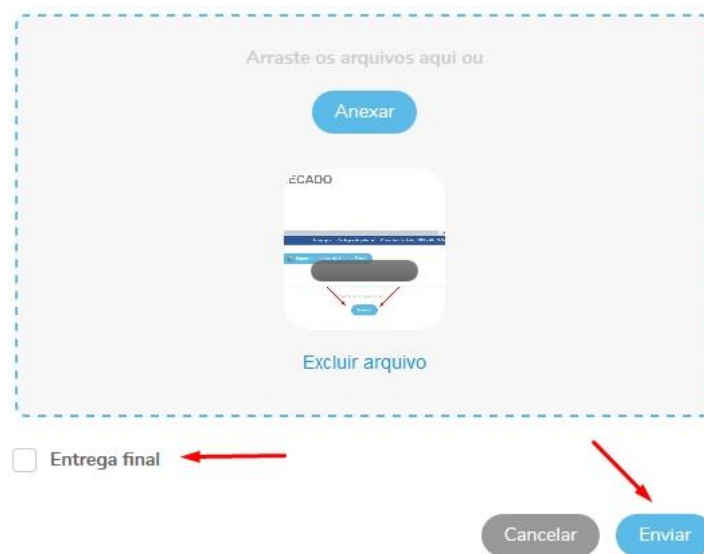 Arraste os arquivos aqui ou
Anexar
ECADO
Excluir arquivo
Entrega final
Cancelar
Enviar